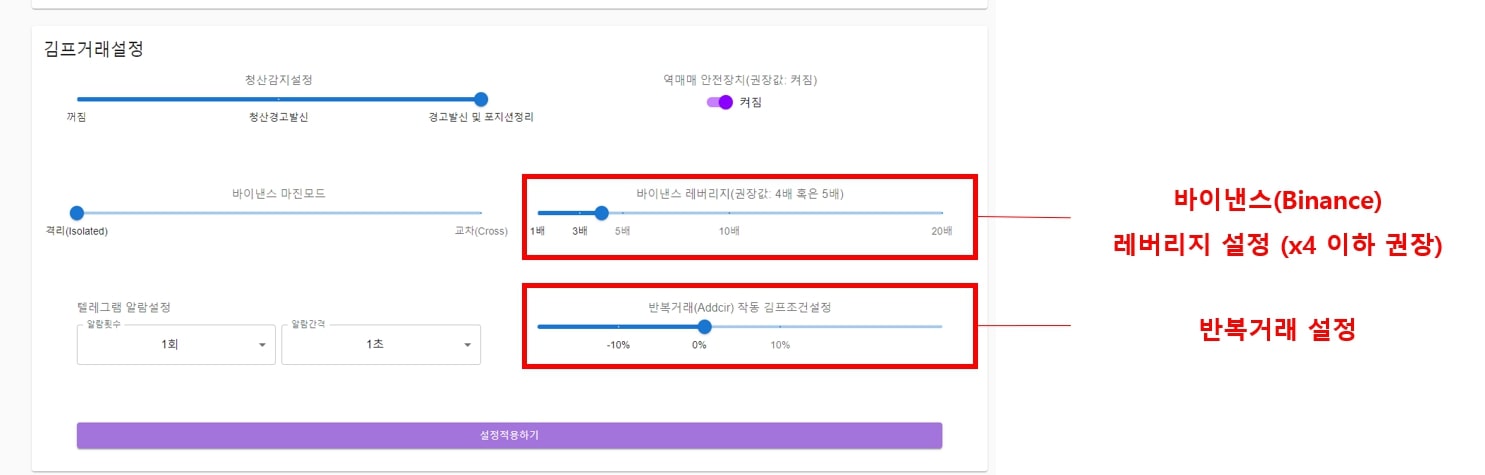 김프거래설정
청산감지설정
역매매 안전장치(권장값: 켜짐)
켜짐
꺼짐 청산경고발신 경고발신 및 포지션정리
바이낸스 마진모드
바이낸스 레버리지(권장값: 4배 혹은 5배)
격리(Isolated) 교차(Cross)
1배 3배 5배 10배 20배
바이낸스(Binance)
레버리지 설정 (x4 이하 권장)
텔레그램 알람설정
알람횟수
1회
알람간격
1초
반복거래(Addcir) 작동 김프조건설정
-10% 0% 10%
반복거래 설정
설정적용하기